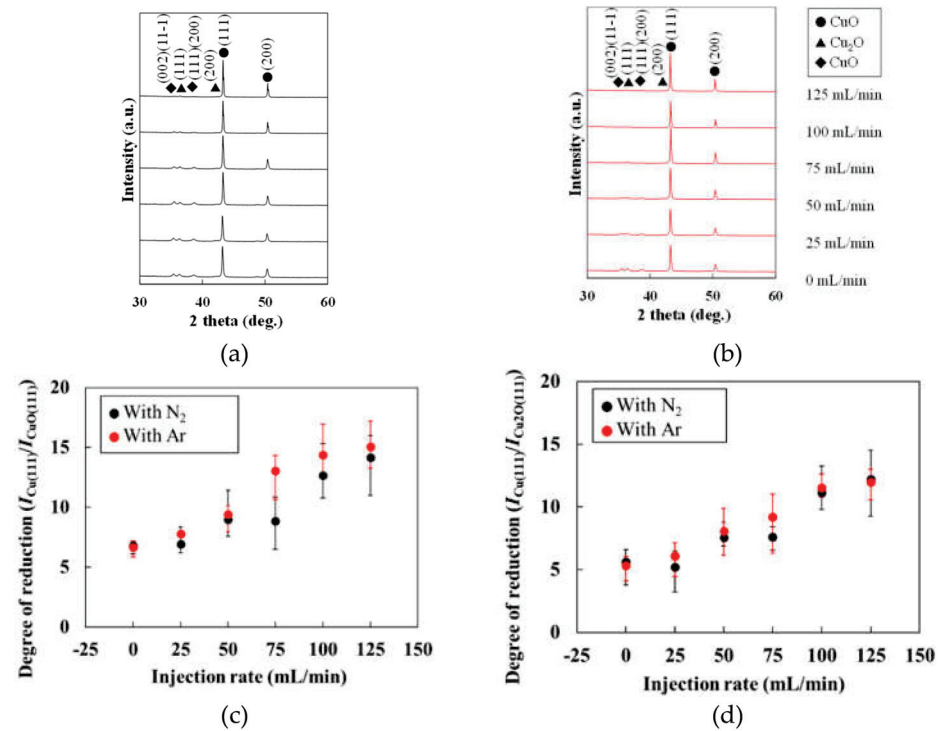 (002)(11-1)
(111)
(111)(200)
(200)
(111)
(200)
Intensity (a.u.)
30 40 50 60
2 theta (deg.)
(a)
(002)(11-1)
(111)
(111)(200)
(200)
(111)
(200)
Intensity (a.u.)
30 40 50 60
2 theta (deg.)
(b)
CuO
Cu2O
CuO
125 mL/min
100 mL/min
75 mL/min
50 mL/min
25 mL/min
0 mL/min
Degree of reduction (ICu(111)/ICuO(111))
20
15
10
5
0
With N2
With Ar
-25 0 25 50 75 100 125 150
Injection rate (mL/min)
(c)
Degree of reduction (ICu(111)/ICu2O(111))
20
15
10
5
0
With N2
With Ar
-25 0 25 50 75 100 125 150
Injection rate (mL/min)
(d)